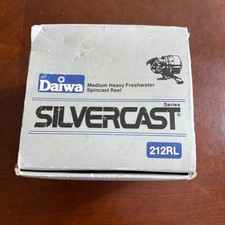 Daiwa
Medium Heavy Freshwater
Spincast Reel
Series
SILVERCAST®
212RL